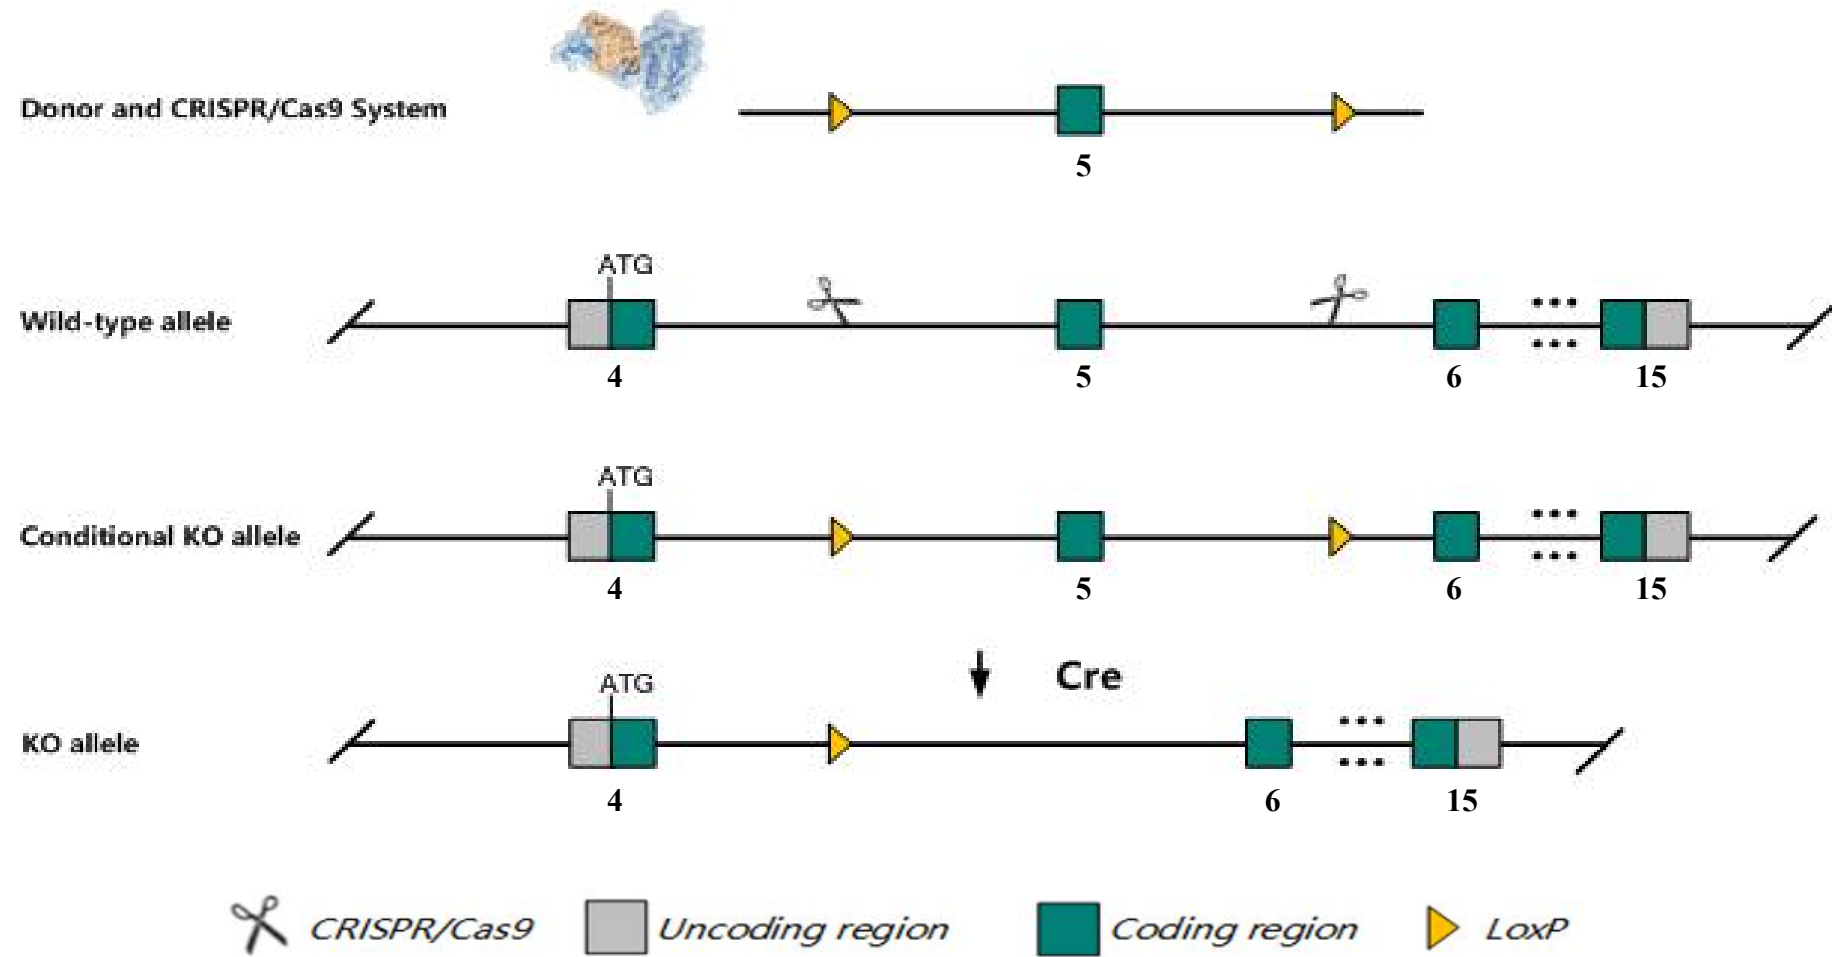 Donor and CRISPR/Cas9 System
5
ATG
Wild-type allele
4 5 6 15
ATG
Conditional KO allele
4 5 6 15
Cre
ATG
KO allele
4 6 15
CRISPR/Cas9 Uncoding region Coding region LoxP